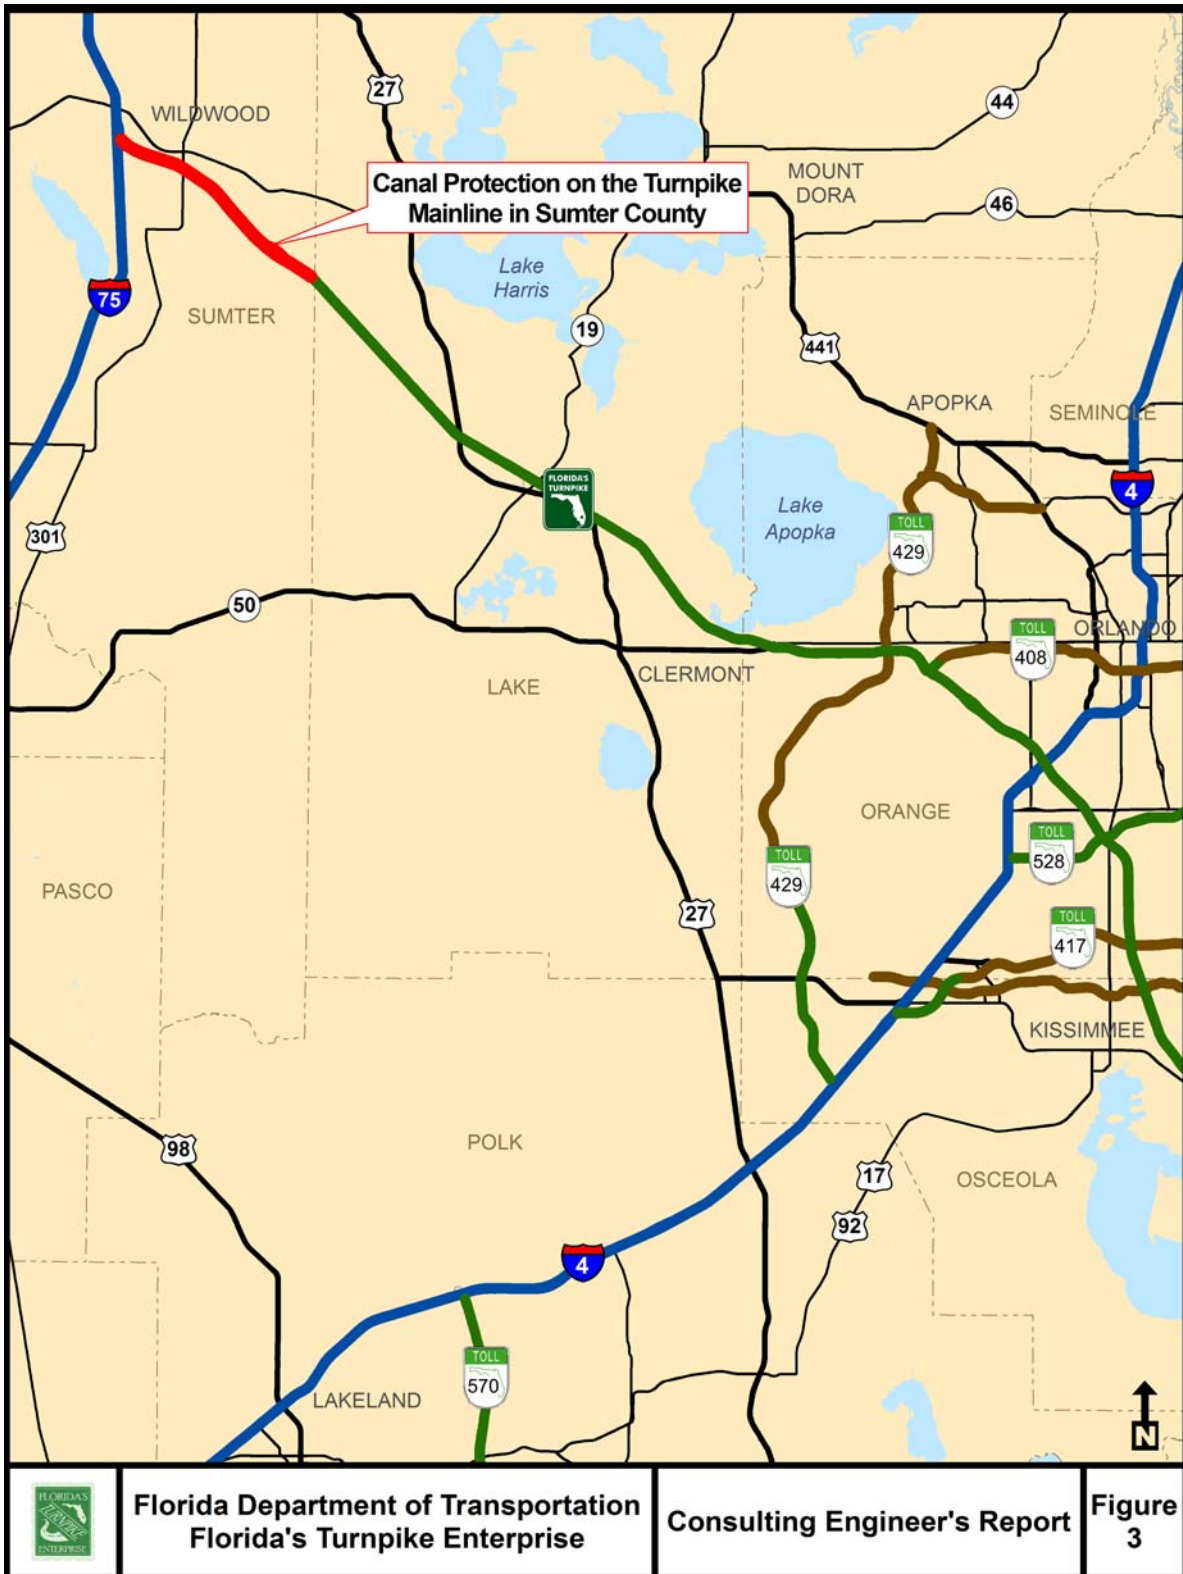 WILDWOOD
27
44
MOUNT
DORA
Canal Protection on the Turnpike
Mainline in Sumter County
46
Lake
Harris
75
SUMTER
19
441
APOPKA
SEMINOLE
FLORIDA'S
TURNPIKE
4
Lake
Apopka
301
TOLL
429
50
TOLL
408
ORLANDO
CLERMONT
LAKE
ORANGE
TOLL
528
TOLL
429
PASCO
27
TOLL
417
KISSIMMEE
POLK
98
17
OSCEOLA
92
4
TOLL
570
LAKELAND
N
FLORIDA'S
TURNPIKE
ENTERPRISE
Florida Department of Transportation
Florida's Turnpike Enterprise
Consulting Engineer's Report
Figure
3